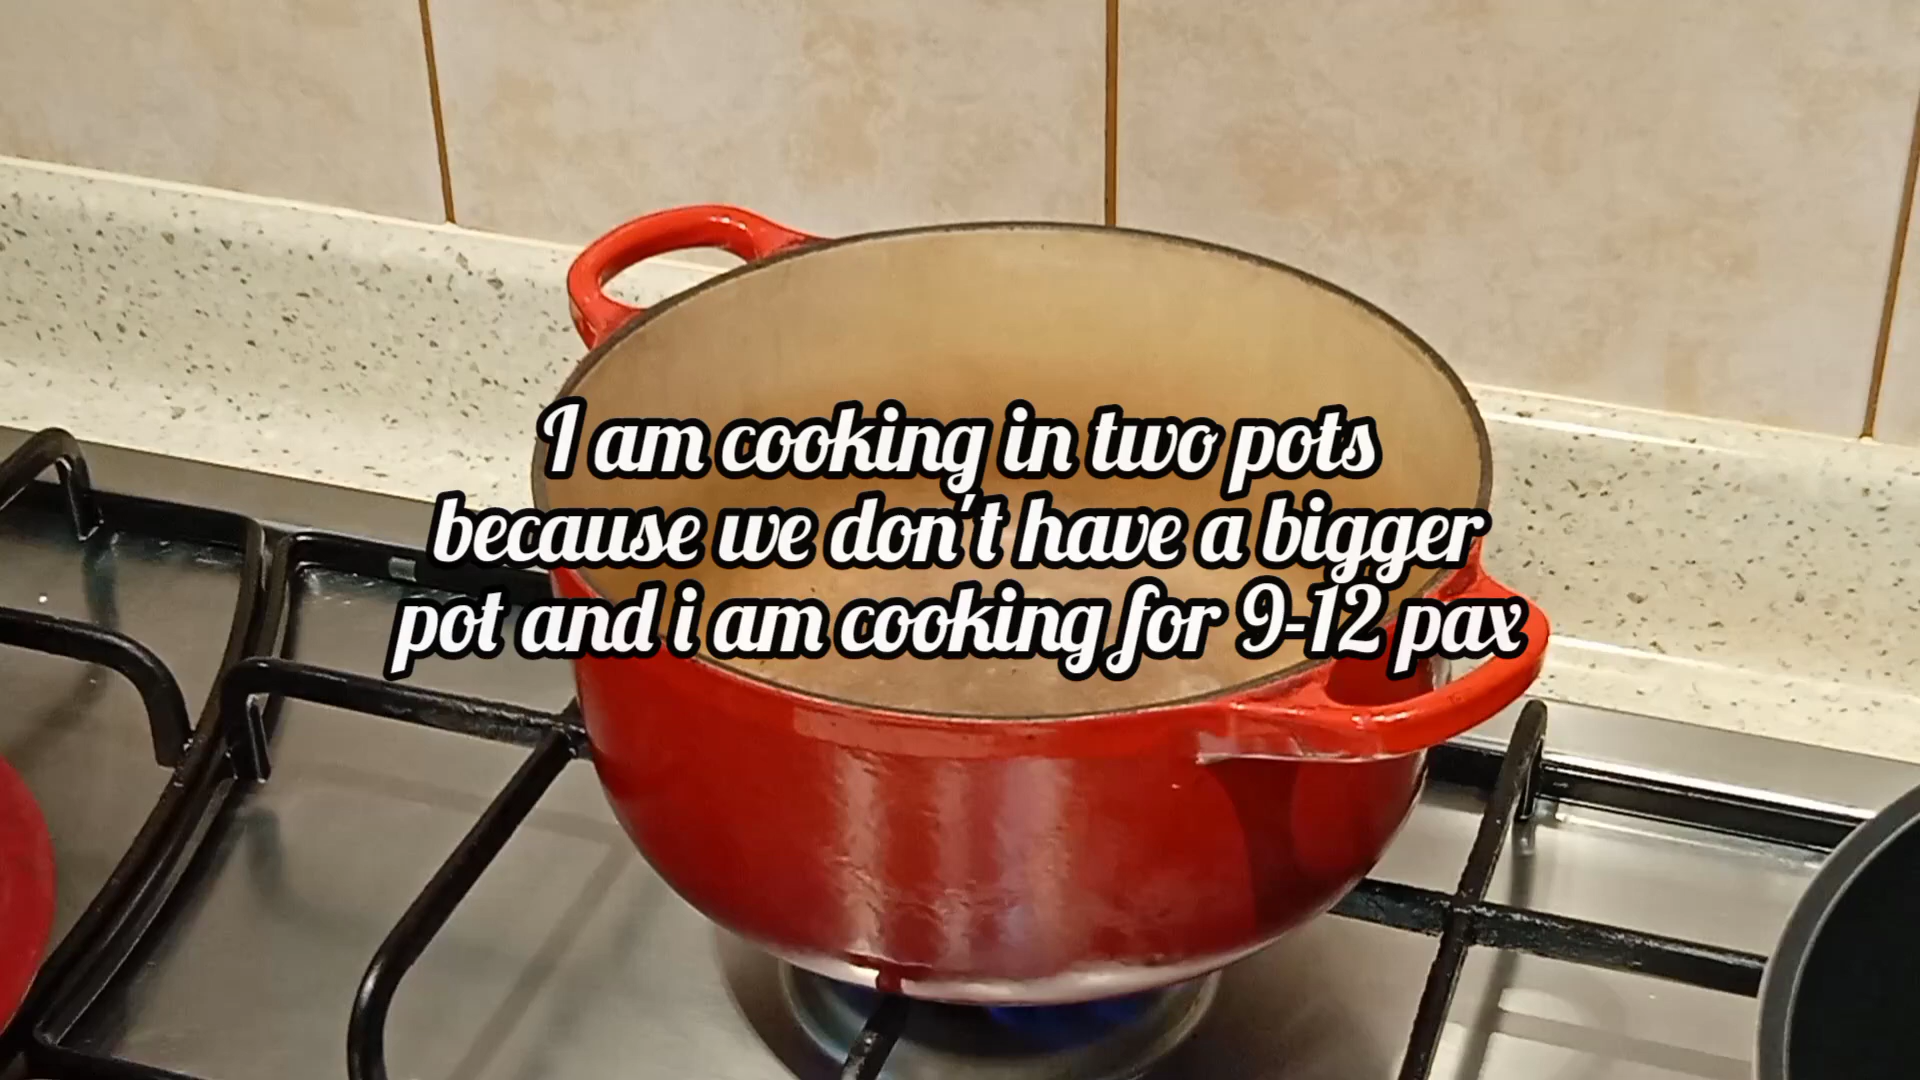 I am cooking in two pots
because we don't have a bigger
pot and i am cooking for 9-12 pax